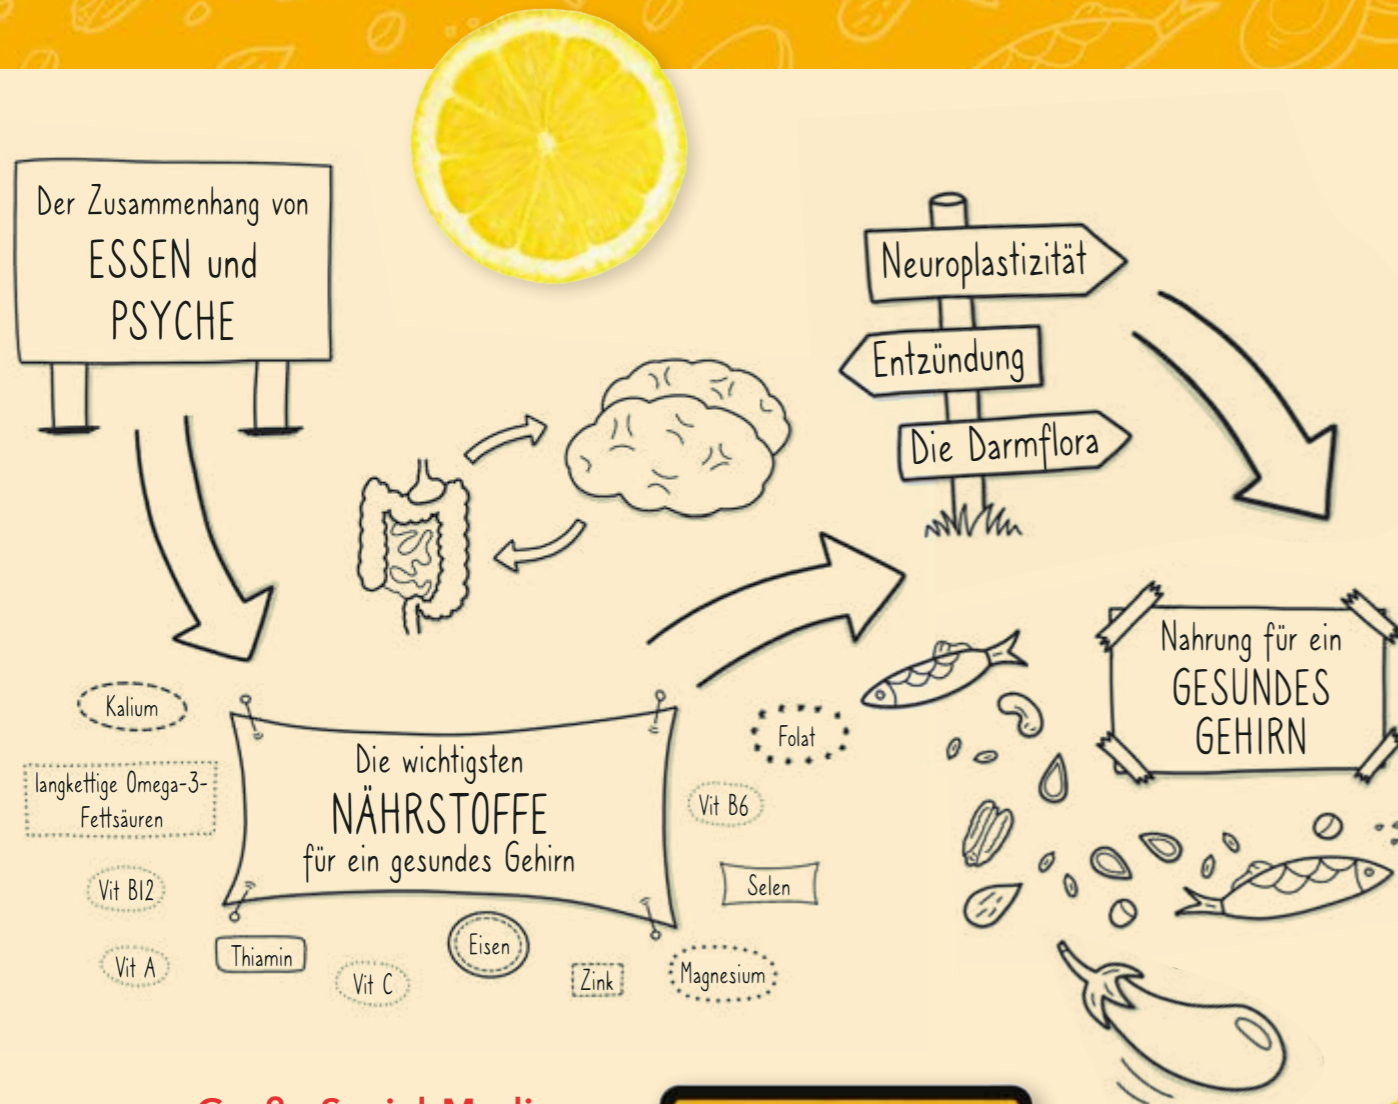 Der Zusammenhang von
ESSEN und
PSYCHE
Neuroplastizität
Entzündung
Die Darmflora
Nahrung für ein
GESUNDES
GEHIRN
Die wichtigsten
NÄHRSTOFFE
für ein gesundes Gehirn
Kalium
langkettige Omega-3-
Fettsäuren
Vit B12
Vit A
Thiamin
Vit C
Eisen
Zink
Magnesium
Selen
Vit B6
Folat